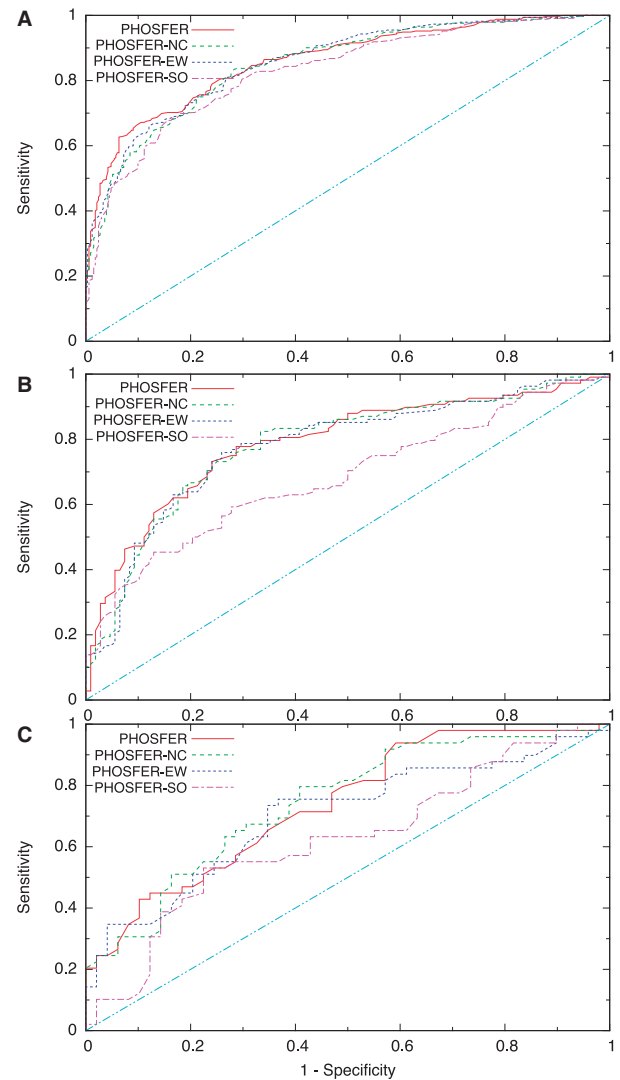 A
PHOSFER
PHOSFER-NC
PHOSFER-EW
PHOSFER-SO
Sensitivity
1
0.8
0.6
0.4
0.2
0
0 0.2 0.4 0.6 0.8 1
B
PHOSFER
PHOSFER-NC
PHOSFER-EW
PHOSFER-SO
Sensitivity
1
0.8
0.6
0.4
0.2
0
0 0.2 0.4 0.6 0.8 1
C
PHOSFER
PHOSFER-NC
PHOSFER-EW
PHOSFER-SO
Sensitivity
1
0.8
0.6
0.4
0.2
0
0 0.2 0.4 0.6 0.8 1
1 - Specificity